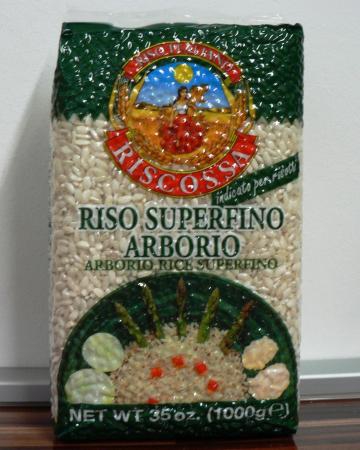 RISCOSSA
indicato per risotti
RISO SUPERFINO
ARBORIO
ARBORIO RICE SUPERFINO
NET WT 35 oz. (1000g e)